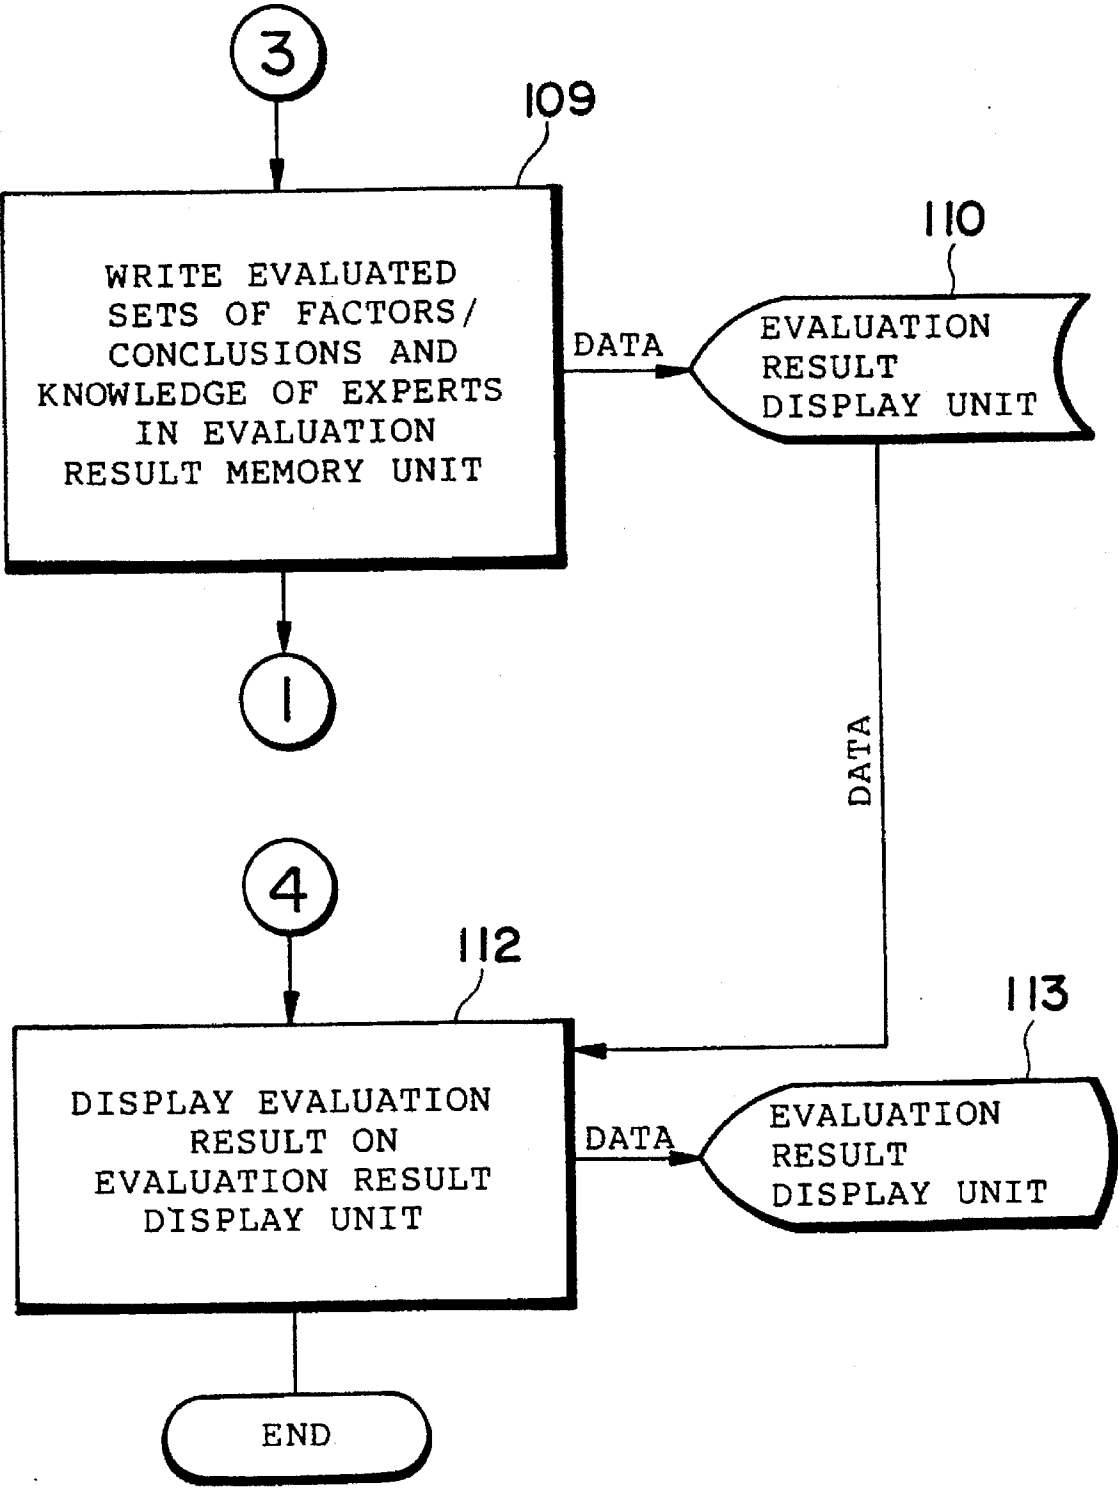 3
109
WRITE EVALUATED
SETS OF FACTORS/
CONCLUSIONS AND
KNOWLEDGE OF EXPERTS
IN EVALUATION
RESULT MEMORY UNIT
DATA
110
EVALUATION
RESULT
DISPLAY UNIT
1
DATA
4
112
DISPLAY EVALUATION
RESULT ON
EVALUATION RESULT
DISPLAY UNIT
DATA
113
EVALUATION
RESULT
DISPLAY UNIT
END